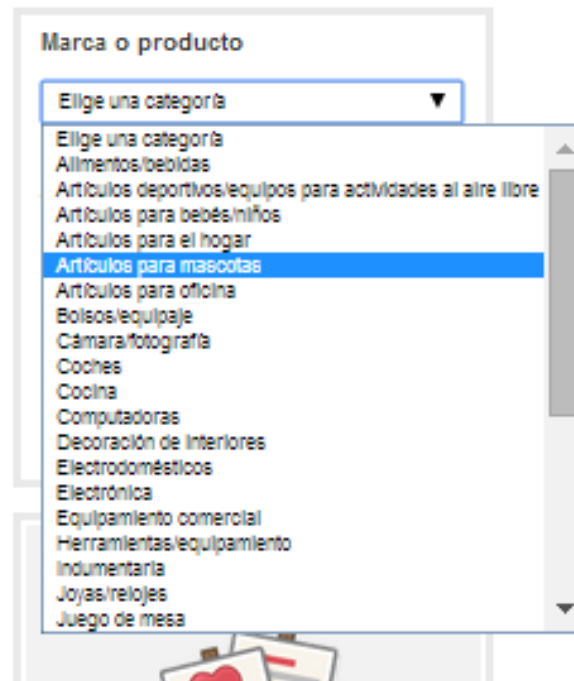 Marca o producto
Elige una categoría
Elige una categoría
Alimentos/bebidas
Artículos deportivos/equipos para actividades al aire libre
Artículos para bebés/niños
Artículos para el hogar
Artículos para mascotas
Artículos para oficina
Bolsos/equipaje
Cámara/fotografía
Coches
Cocina
Computadoras
Decoración de interiores
Electrodomésticos
Electrónica
Equipamiento comercial
Herramientas/equipamiento
Indumentaria
Joyas/relojes
Juego de mesa